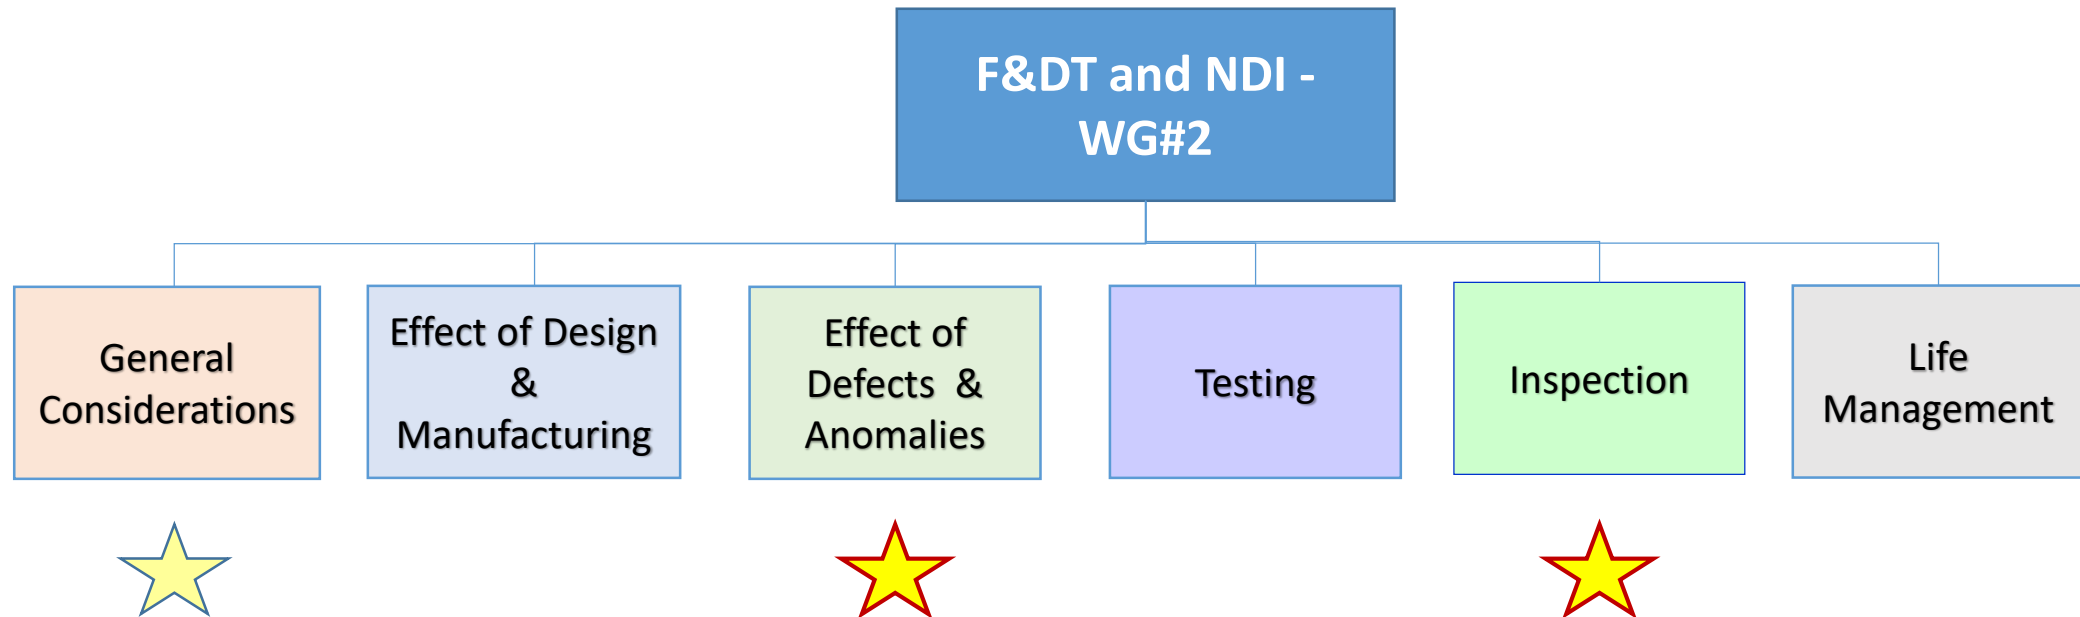 F&DT and NDI -
WG#2
General
Considerations
Effect of Design
&
Manufacturing
Effect of
Defects &
Anomalies
Testing
Inspection
Life
Management